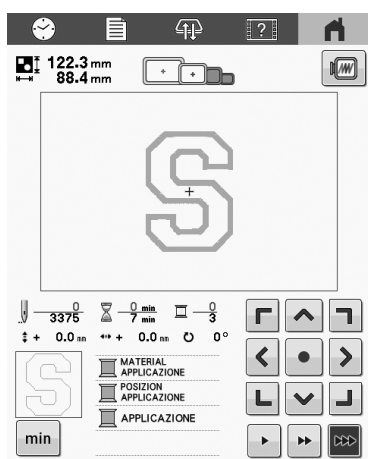 ?
122.3 mm
88.4 mm
S
0 0 min 0
3375 7 min 3
+ 0.0 mm + 0.0 mm 0°
MATERIAL
APPLICAZIONE
POSIZION
APPLICAZIONE
APPLICAZIONE
min